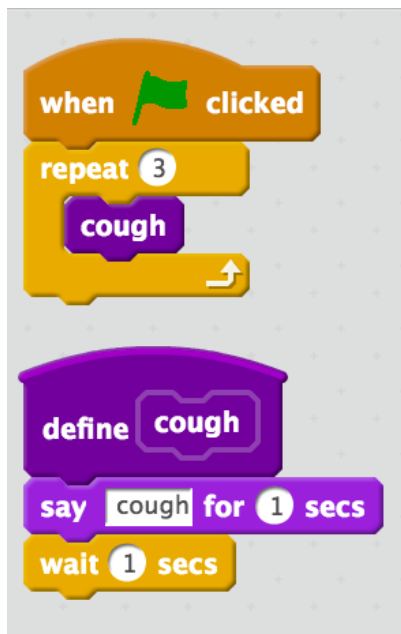 when clicked
repeat 3
cough
define cough
say cough for 1 secs
wait 1 secs